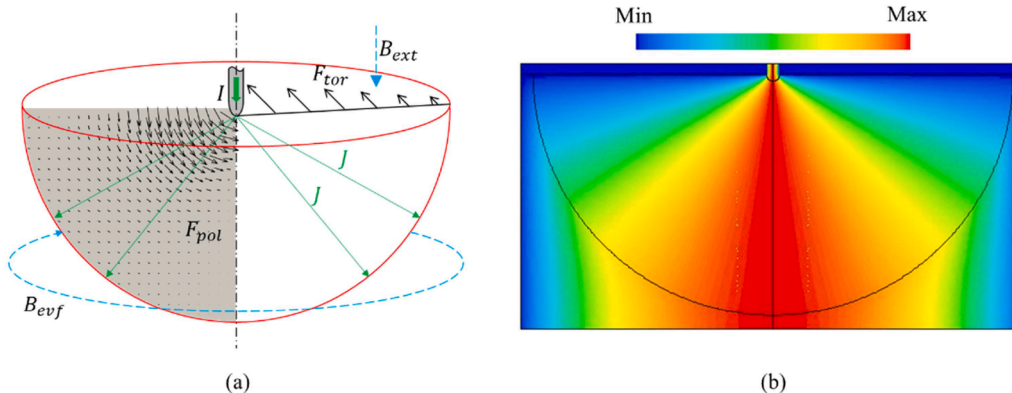 Min Max
B_ext
F_tor
I
J
J
F_pol
B_evf
(a) (b)